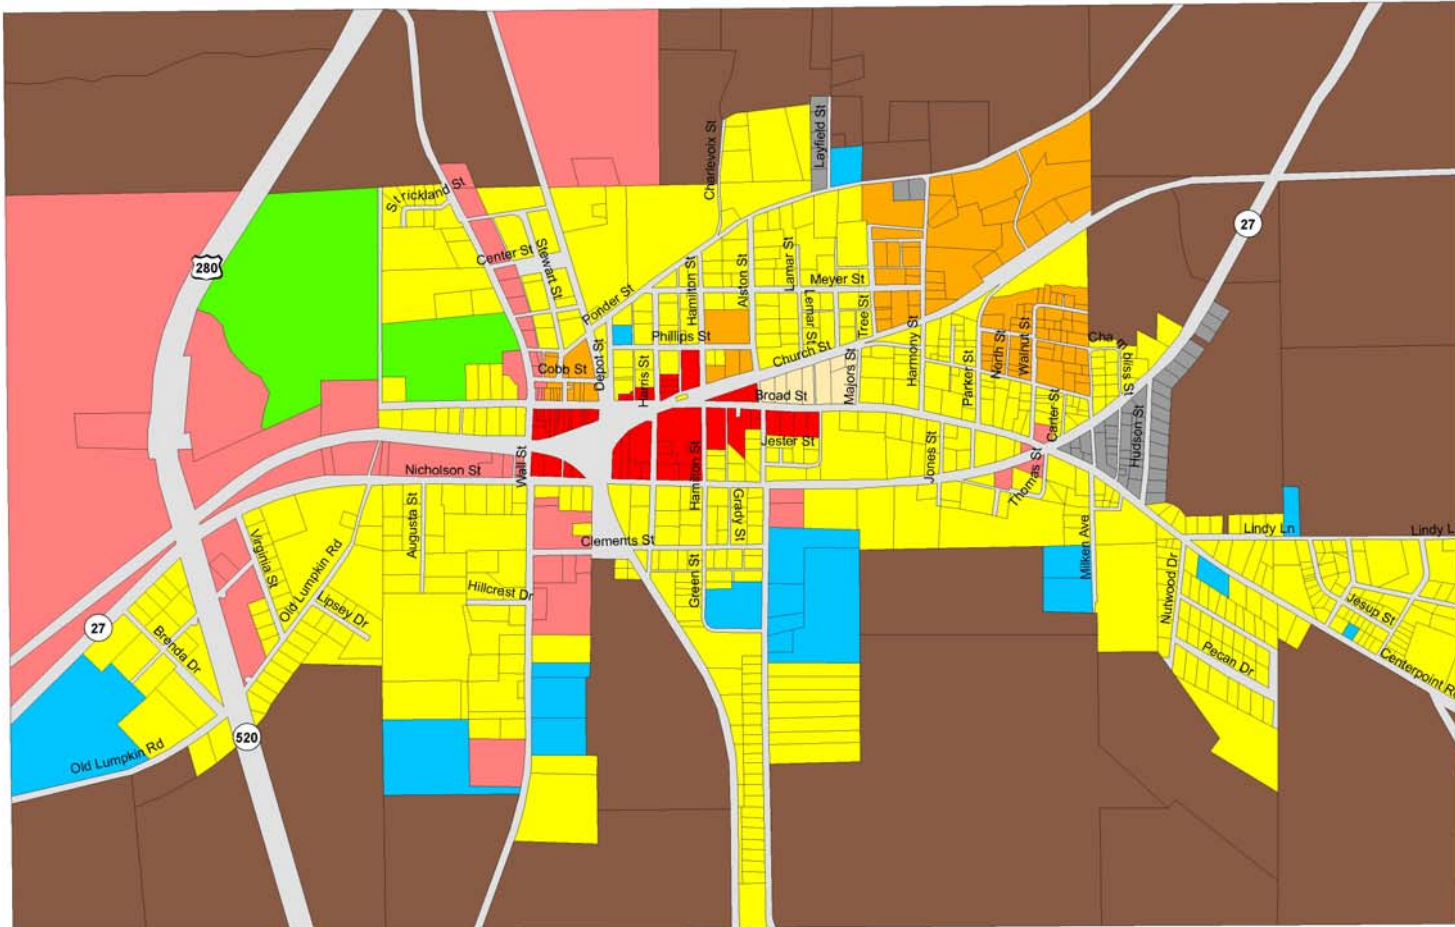 Layfield St
Charlevoix St
Strickland St
27
280
Center St
Stewart St
Hamilton St
Alston St
Lamar St
Meyer St
Ponder St
Lemar St
Tree St
Phillips St
Church St
Harmony St
North St
Walnut St
Chambliss St
Depot St
Cobb St
Harris St
Majors St
Parker St
Broad St
Carter St
Jester St
Jones St
Hudson St
Wall St
Nicholson St
Hamilton St
Thomas St
Augusta St
Grady St
Virginia St
Clements St
Lindy Ln
Lindy L
Old Lumpkin Rd
Milken Ave
Nutwood Dr
Green St
Hillcrest Dr
Lipsey Dr
Jesup St
27
Brenda Dr
Pecan Dr
Centerpoint Rd
520
Old Lumpkin Rd